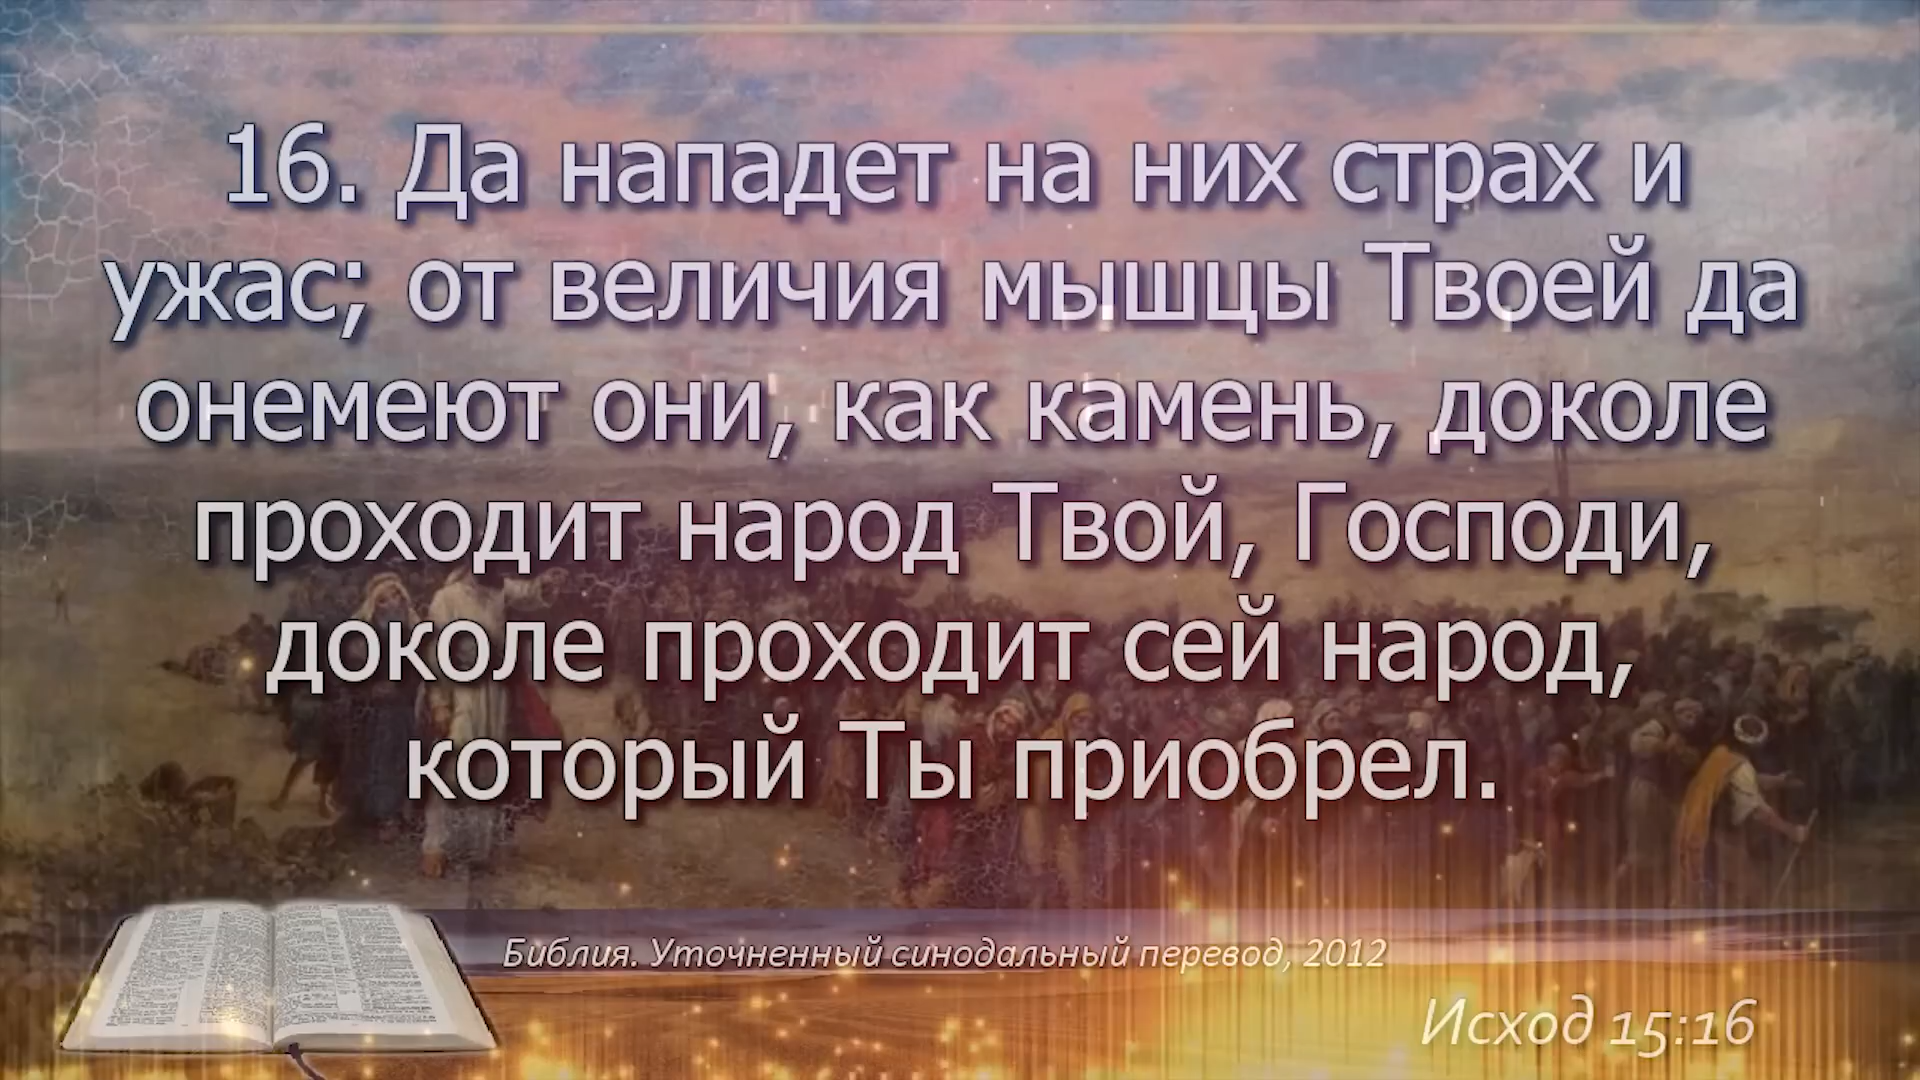 16. Да нападет на них страх и
ужас; от величия мышцы Твоей да
онемеют они, как камень, доколе
проходит народ Твой, Господи,
доколе проходит сей народ,
который Ты приобрел.
Библия. Уточненный синодальный перевод, 2012
Исход 15:16